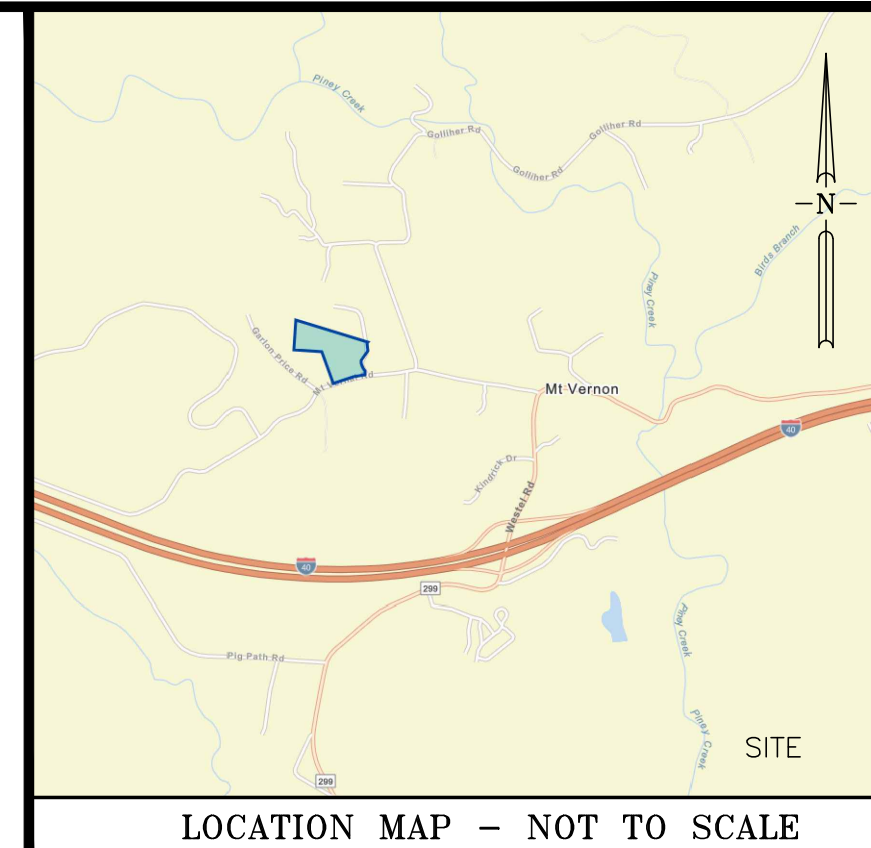 Piney Creek
Golliher Rd
Golliher Rd
Golliher Rd
N
Birds Branch
Piney Creek
Garlon Price Rd
Mt Vernon Rd
Mt Vernon
40
Kindrick Dr
Westel Rd
40
299
Piney Creek
Pig Path Rd
Piney Creek
SITE
299
LOCATION MAP – NOT TO SCALE